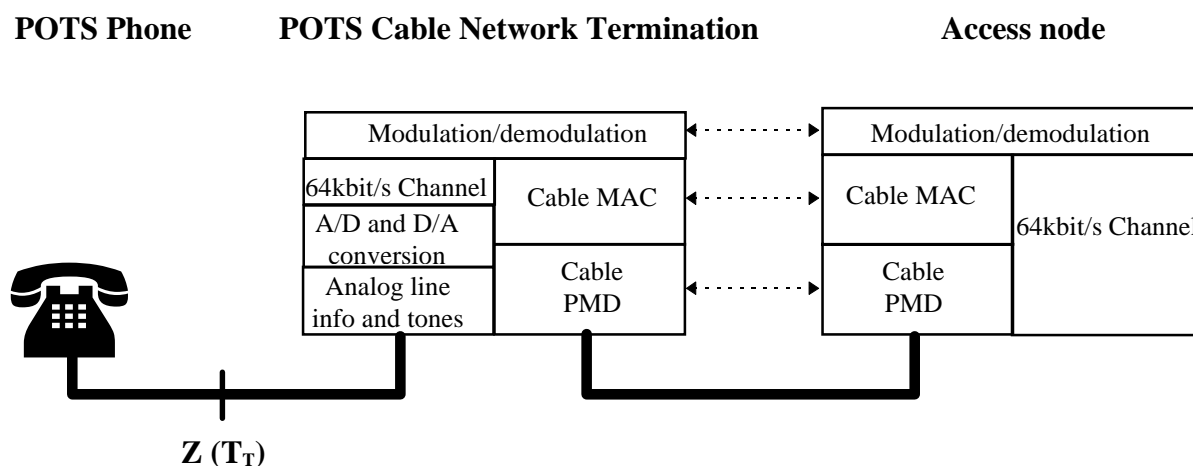 POTS Phone POTS Cable Network Termination Access node
Modulation/demodulation
64kbit/s Channel
A/D and D/A
conversion
Analog line
info and tones
Cable MAC
Cable
PMD
Modulation/demodulation
Cable MAC
Cable
PMD
64kbit/s Channel
Z (T_T)